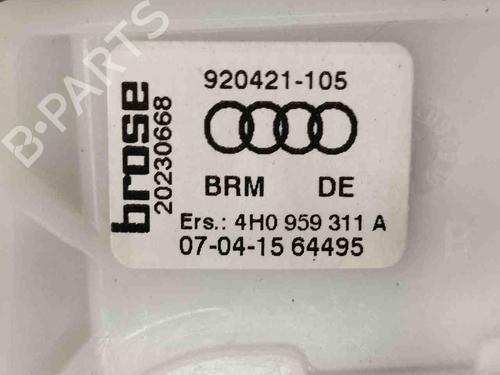 B-PARTS
brose
20230668
920421-105
BRM DE
Ers.: 4H0 959 311 A
07-04-15 64495